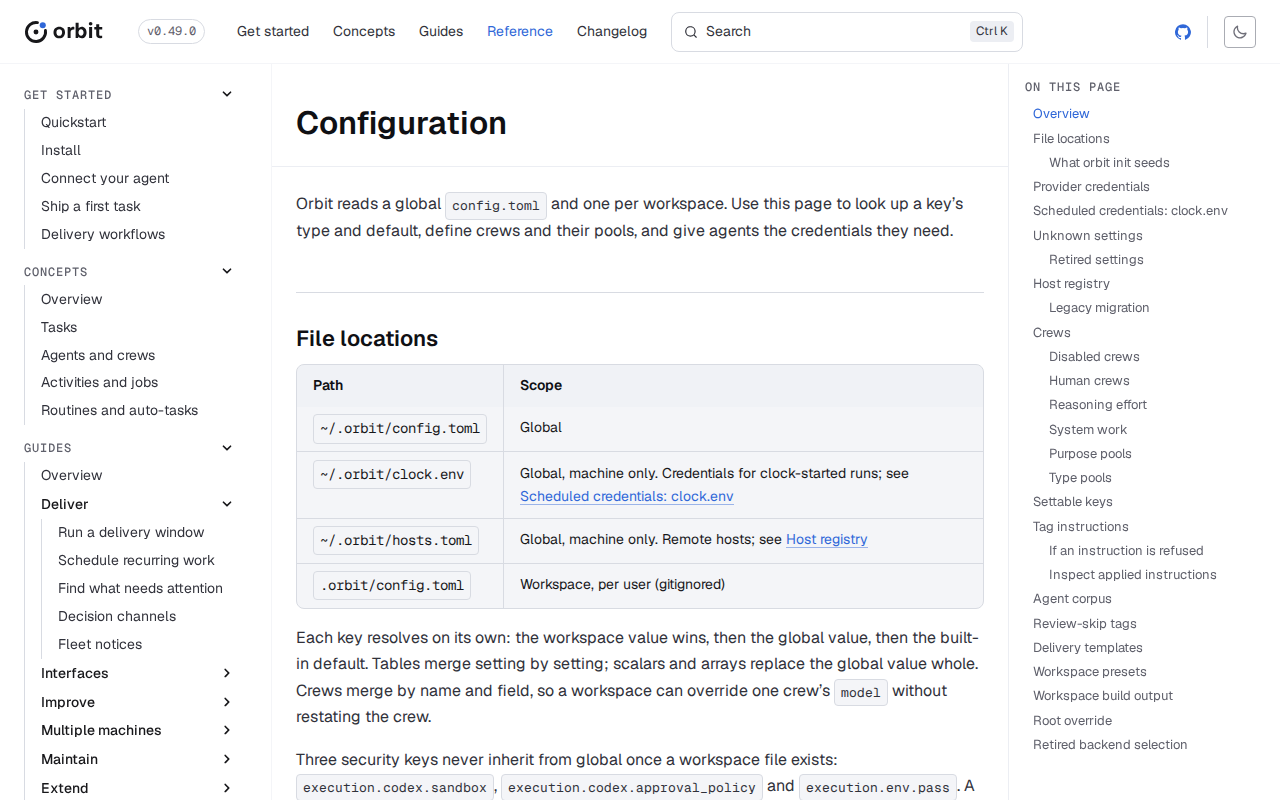 orbit
v0.49.0
Get started
Concepts
Guides
Reference
Changelog
Search
Ctrl K
GET STARTED
Quickstart
Install
Connect your agent
Ship a first task
Delivery workflows
CONCEPTS
Overview
Tasks
Agents and crews
Activities and jobs
Routines and auto-tasks
GUIDES
Overview
Deliver
Run a delivery window
Schedule recurring work
Find what needs attention
Decision channels
Fleet notices
Interfaces
Improve
Multiple machines
Maintain
Extend
Configuration
Orbit reads a global config.toml and one per workspace. Use this page to look up a key’s
type and default, define crews and their pools, and give agents the credentials they need.
File locations
Path Scope
~/.orbit/config.toml Global
~/.orbit/clock.env Global, machine only. Credentials for clock-started runs; see
Scheduled credentials: clock.env
~/.orbit/hosts.toml Global, machine only. Remote hosts; see Host registry
.orbit/config.toml Workspace, per user (gitignored)
Each key resolves on its own: the workspace value wins, then the global value, then the built-
in default. Tables merge setting by setting; scalars and arrays replace the global value whole.
Crews merge by name and field, so a workspace can override one crew’s model without
restating the crew.
Three security keys never inherit from global once a workspace file exists:
execution.codex.sandbox, execution.codex.approval_policy and execution.env.pass. A
ON THIS PAGE
Overview
File locations
What orbit init seeds
Provider credentials
Scheduled credentials: clock.env
Unknown settings
Retired settings
Host registry
Legacy migration
Crews
Disabled crews
Human crews
Reasoning effort
System work
Purpose pools
Type pools
Settable keys
Tag instructions
If an instruction is refused
Inspect applied instructions
Agent corpus
Review-skip tags
Delivery templates
Workspace presets
Workspace build output
Root override
Retired backend selection